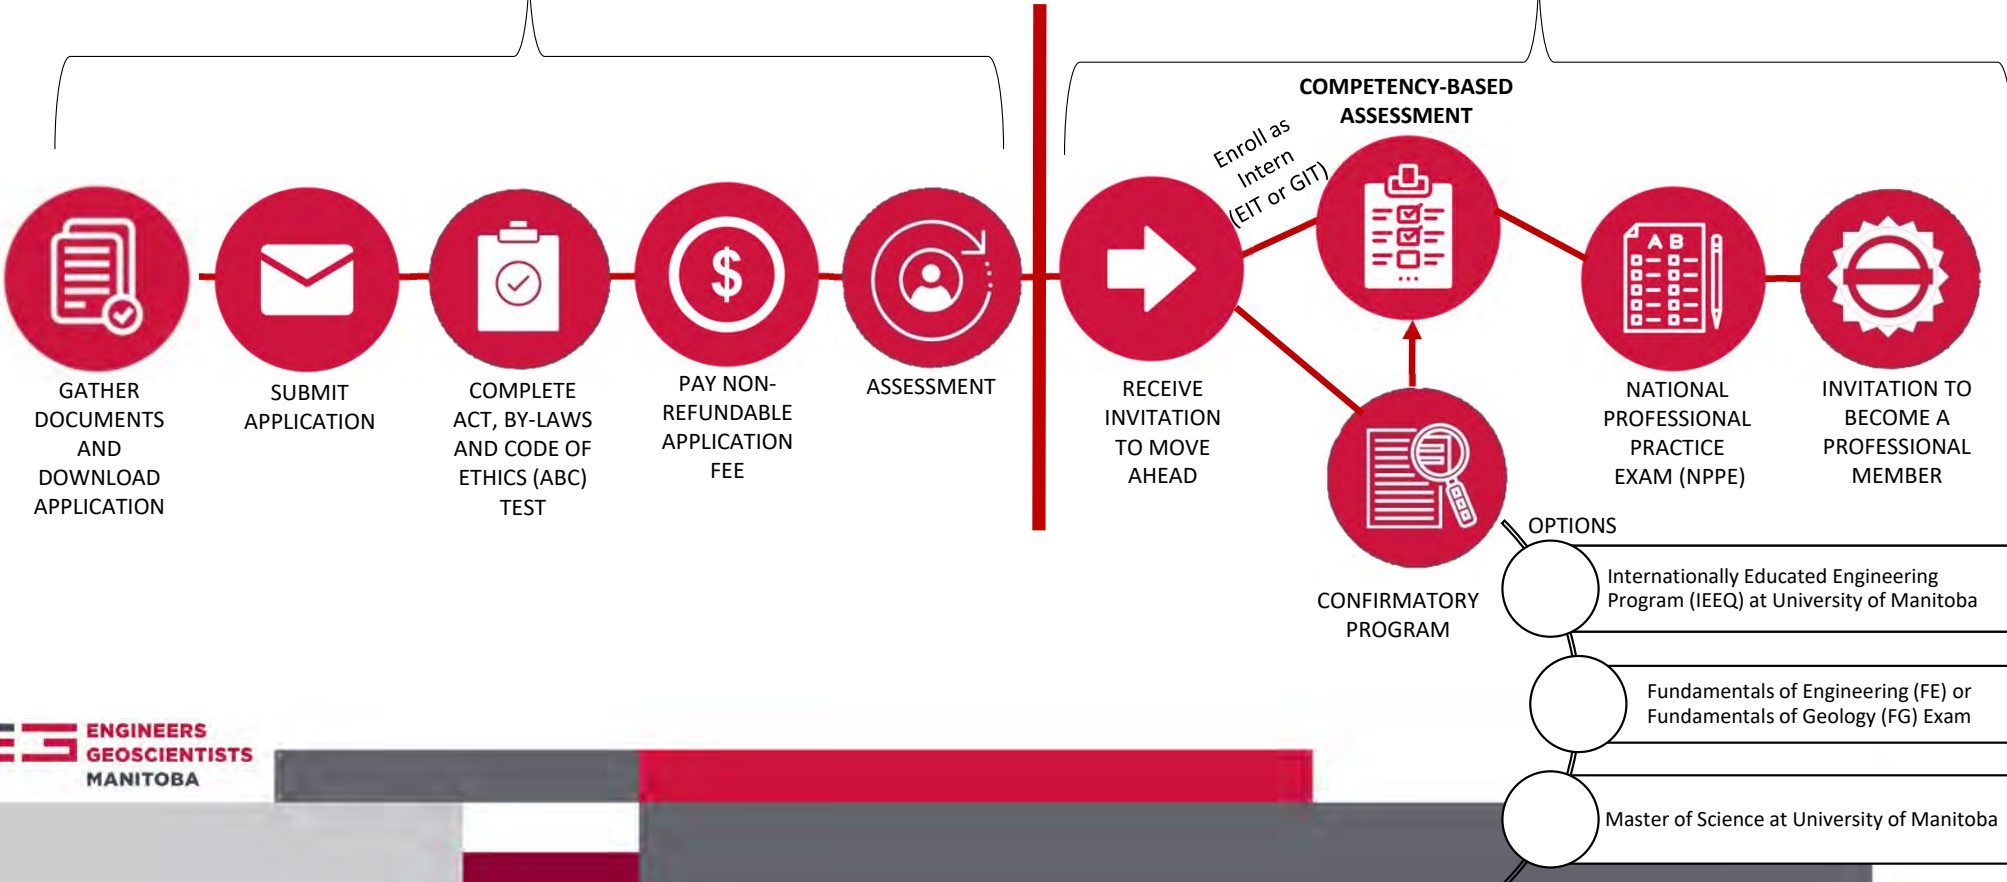 COMPETENCY-BASED
ASSESSMENT
Enroll as
Intern
(EIT or GIT)
$
A B
GATHER
DOCUMENTS
AND
DOWNLOAD
APPLICATION
SUBMIT
APPLICATION
COMPLETE
ACT, BY-LAWS
AND CODE OF
ETHICS (ABC)
TEST
PAY NON-
REFUNDABLE
APPLICATION
FEE
ASSESSMENT
RECEIVE
INVITATION
TO MOVE
AHEAD
NATIONAL
PROFESSIONAL
PRACTICE
EXAM (NPPE)
INVITATION TO
BECOME A
PROFESSIONAL
MEMBER
CONFIRMATORY
PROGRAM
OPTIONS
Internationally Educated Engineering
Program (IEEQ) at University of Manitoba
Fundamentals of Engineering (FE) or
Fundamentals of Geology (FG) Exam
Master of Science at University of Manitoba
ENGINEERS
GEOSCIENTISTS
MANITOBA